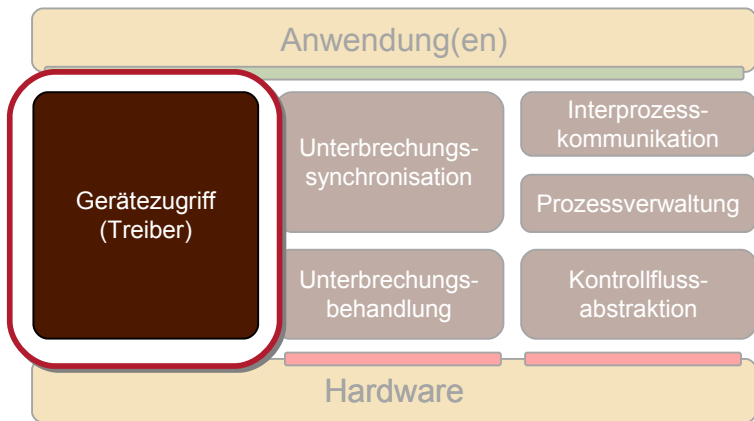 Anwendung(en)
Gerätezugriff
(Treiber)
Unterbrechungs-
synchronisation
Interprozess-
kommunikation
Prozessverwaltung
Unterbrechungs-
behandlung
Kontrollfluss-
abstraktion
Hardware